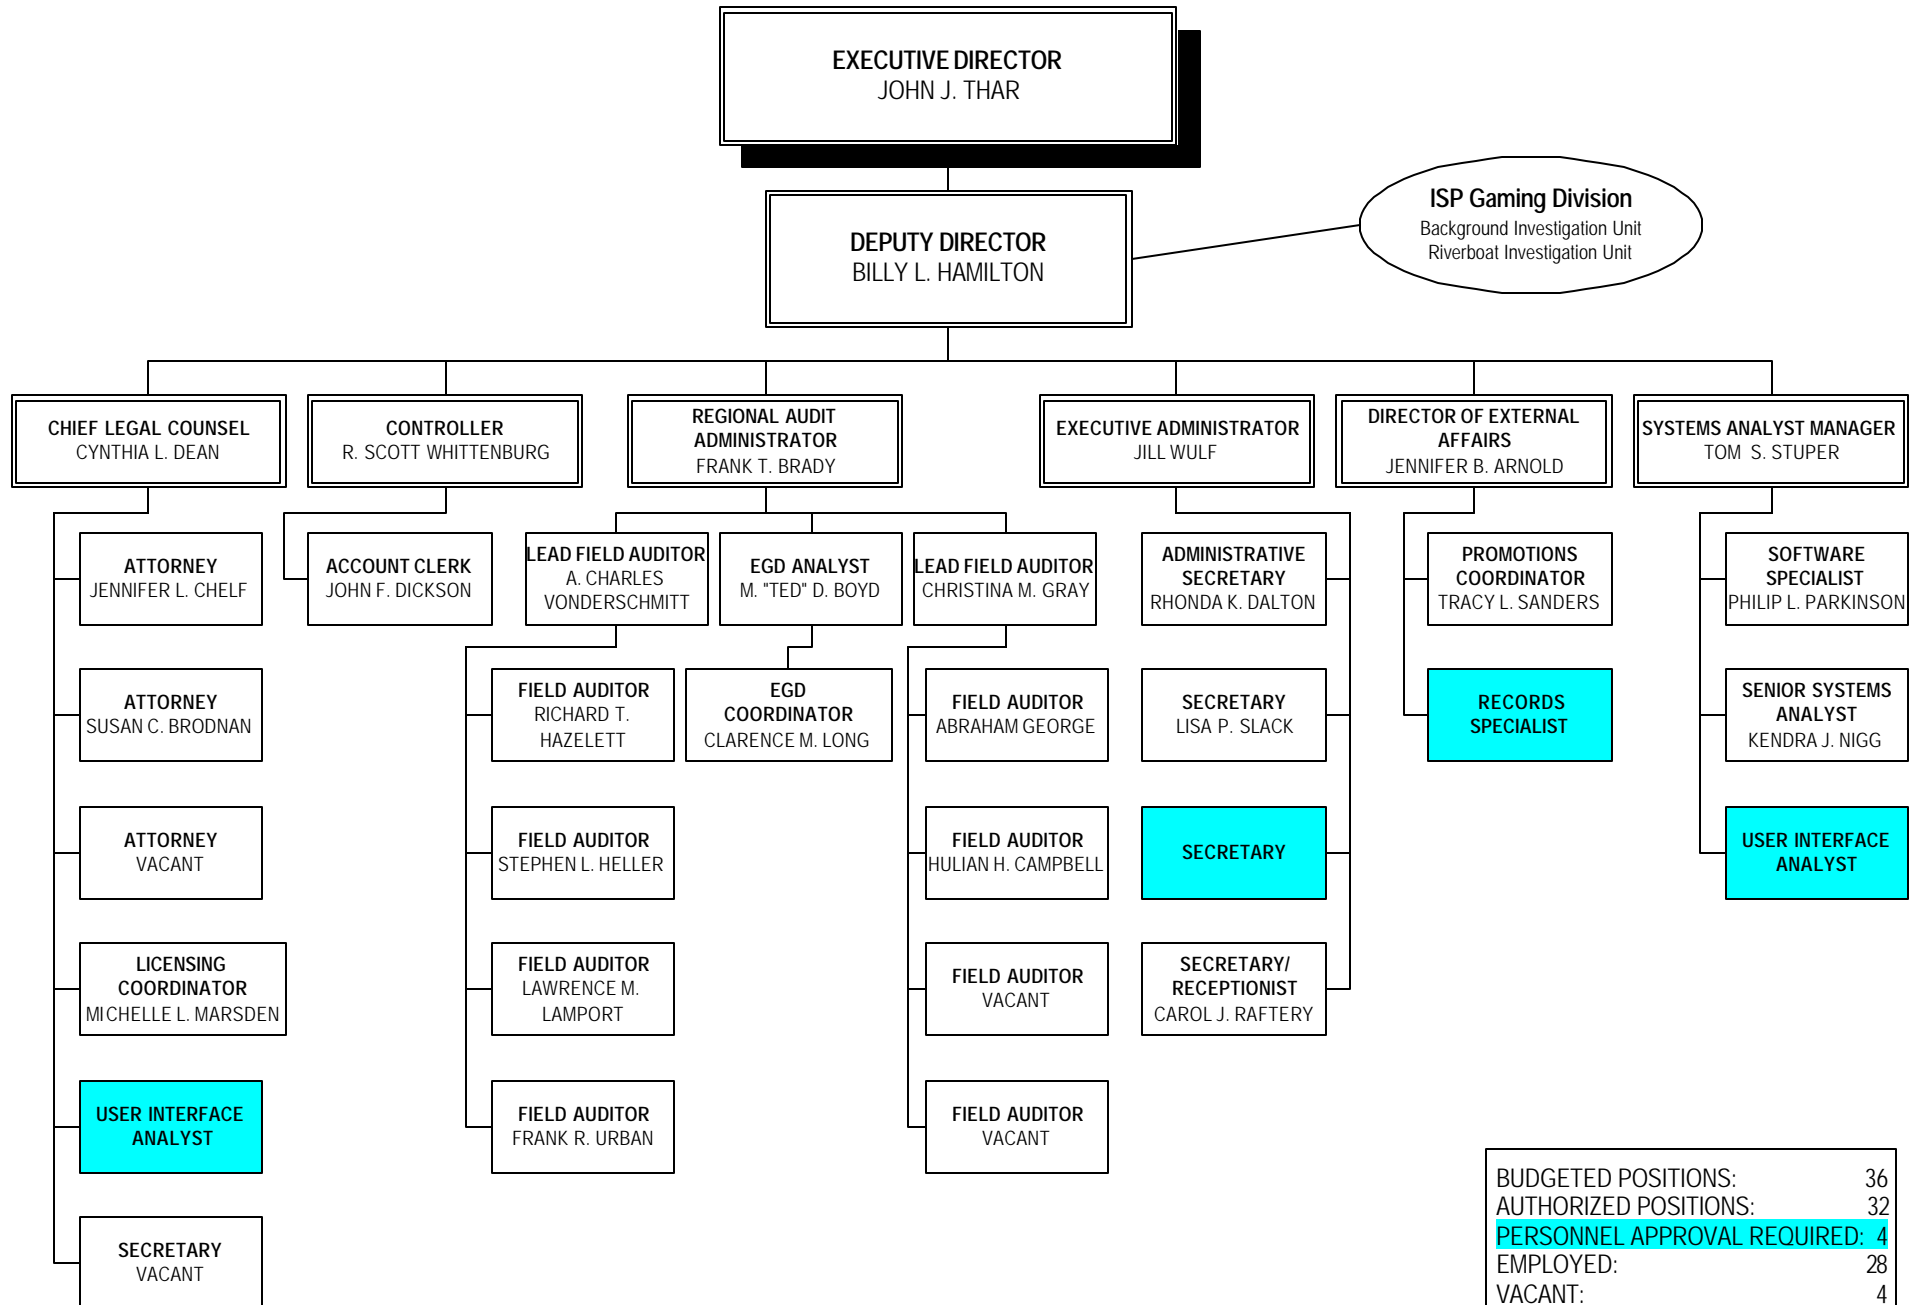 EXECUTIVE DIRECTOR
JOHN J. THAR
ISP Gaming Division
Background Investigation Unit
Riverboat Investigation Unit
DEPUTY DIRECTOR
BILLY L. HAMILTON
CHIEF LEGAL COUNSEL
CYNTHIA L. DEAN
CONTROLLER
R. SCOTT WHITTENBURG
REGIONAL AUDIT
ADMINISTRATOR
FRANK T. BRADY
EXECUTIVE ADMINISTRATOR
JILL WULF
DIRECTOR OF EXTERNAL
AFFAIRS
JENNIFER B. ARNOLD
SYSTEMS ANALYST MANAGER
TOM S. STUPER
ATTORNEY
JENNIFER L. CHELF
ACCOUNT CLERK
JOHN F. DICKSON
LEAD FIELD AUDITOR
A. CHARLES
VONDERSCHMITT
EGD ANALYST
M. "TED" D. BOYD
LEAD FIELD AUDITOR
CHRISTINA M. GRAY
ADMINISTRATIVE
SECRETARY
RHONDA K. DALTON
PROMOTIONS
COORDINATOR
TRACY L. SANDERS
SOFTWARE
SPECIALIST
PHILIP L. PARKINSON
ATTORNEY
SUSAN C. BRODNAN
FIELD AUDITOR
RICHARD T.
HAZELETT
EGD
COORDINATOR
CLARENCE M. LONG
FIELD AUDITOR
ABRAHAM GEORGE
SECRETARY
LISA P. SLACK
RECORDS
SPECIALIST
SENIOR SYSTEMS
ANALYST
KENDRA J. NIGG
ATTORNEY
VACANT
FIELD AUDITOR
STEPHEN L. HELLER
FIELD AUDITOR
HULIAN H. CAMPBELL
SECRETARY
USER INTERFACE
ANALYST
LICENSING
COORDINATOR
MICHELLE L. MARSDEN
FIELD AUDITOR
LAWRENCE M.
LAMPORT
FIELD AUDITOR
VACANT
SECRETARY/
RECEPTIONIST
CAROL J. RAFTERY
USER INTERFACE
ANALYST
FIELD AUDITOR
FRANK R. URBAN
FIELD AUDITOR
VACANT
SECRETARY
VACANT
BUDGETED POSITIONS: 36
AUTHORIZED POSITIONS: 32
PERSONNEL APPROVAL REQUIRED: 4
EMPLOYED: 28
VACANT: 4